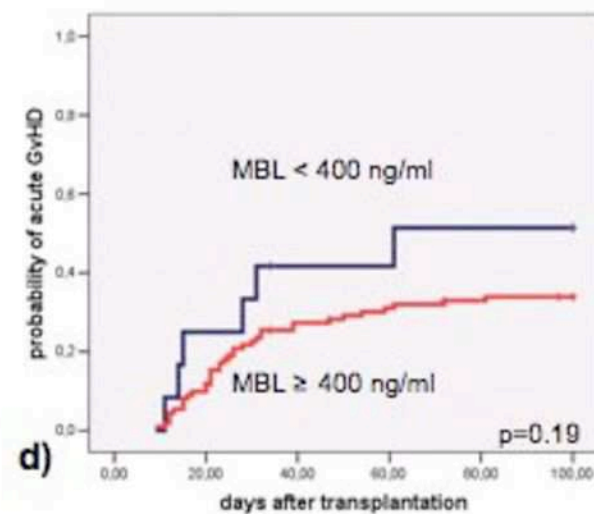 1,0
0,8
probability of acute GvHD
MBL < 400 ng/ml
0,6
0,4
0,2
MBL ≥ 400 ng/ml
0,0
p=0.19
d)
0,00 20,00 40,00 60,00 80,00 100,00
days after transplantation